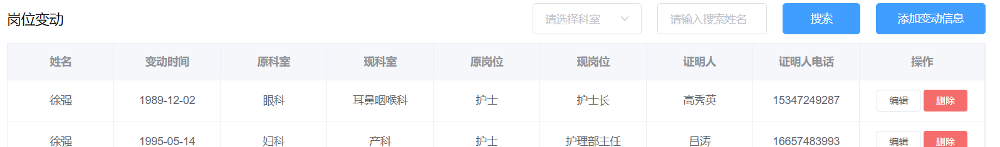 岗位变动 请选择科室 请输入搜索姓名 搜索 添加变动信息
姓名 变动时间 原科室 现科室 原岗位 现岗位 证明人 证明人电话 操作
徐强 1989-12-02 眼科 耳鼻咽喉科 护士 护士长 高秀英 15347249287 编辑 删除
徐强 1995-05-14 妇科 产科 护士 护理部主任 吕涛 16657483993 编辑 删除